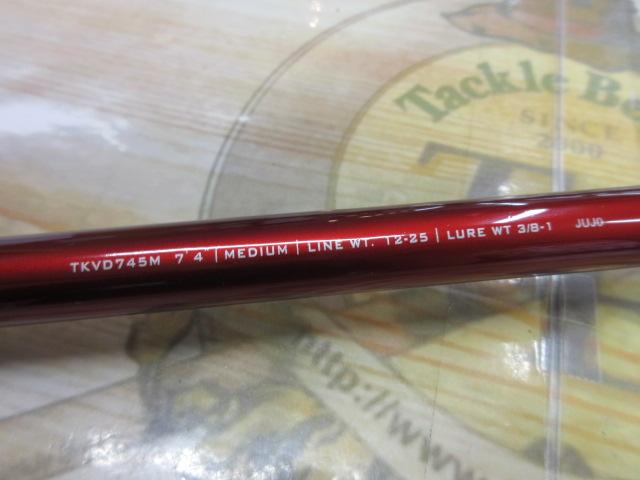 Tackle Be
SINCE
2000
TKVD745M 7'4" | MEDIUM | LINE WT. 12-25 | LURE WT 3/8-1 JUJO
http://www.